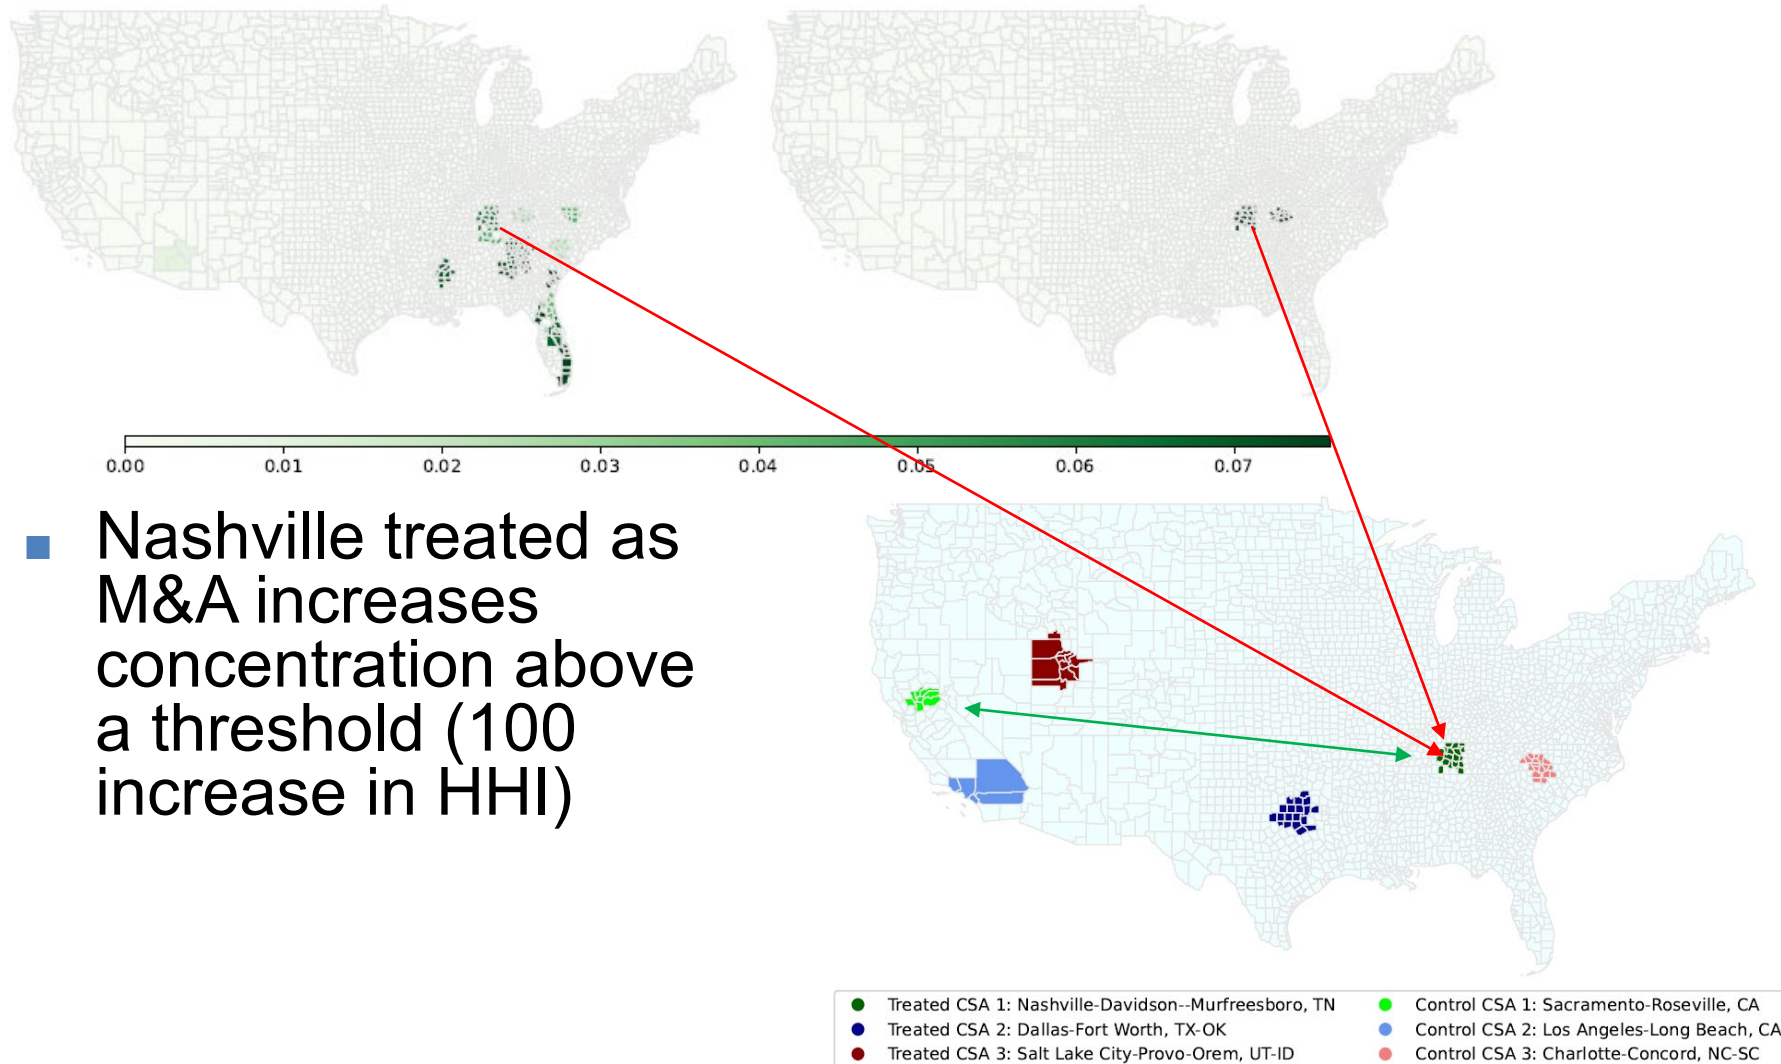 0.00 0.01 0.02 0.03 0.04 0.05 0.06 0.07
Nashville treated as
M&A increases
concentration above
a threshold (100
increase in HHI)
Treated CSA 1: Nashville-Davidson--Murfreesboro, TN
Treated CSA 2: Dallas-Fort Worth, TX-OK
Treated CSA 3: Salt Lake City-Provo-Orem, UT-ID
Control CSA 1: Sacramento-Roseville, CA
Control CSA 2: Los Angeles-Long Beach, CA
Control CSA 3: Charlotte-Concord, NC-SC